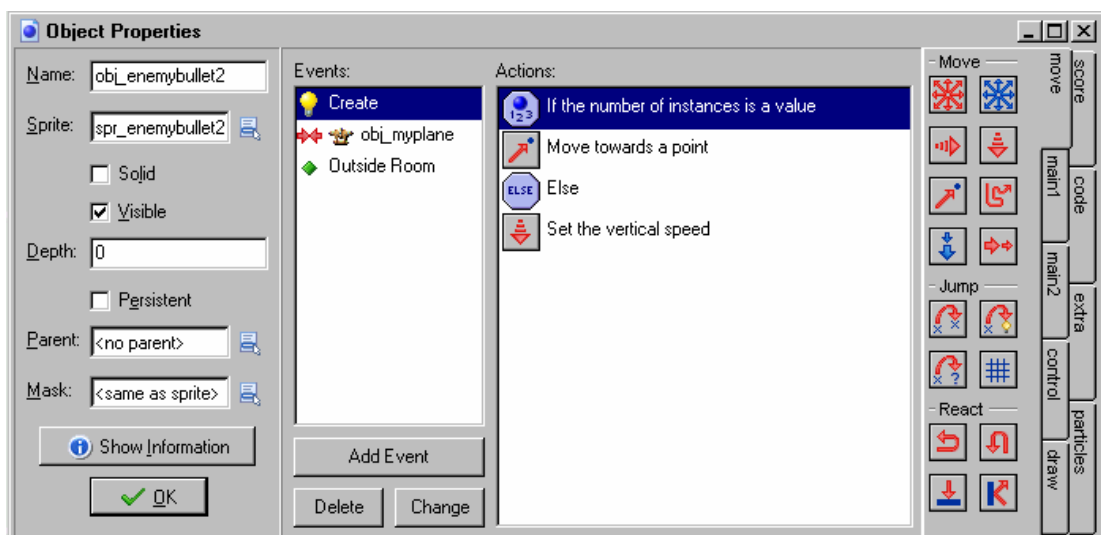 Object Properties
Name: obj_enemybullet2
Sprite: spr_enemybullet2
Solid
Visible
Depth: 0
Persistent
Parent: <no parent>
Mask: <same as sprite>
Show Information
OK
Events:
Create
obj_myplane
Outside Room
Add Event
Delete Change
Actions:
123
If the number of instances is a value
Move towards a point
ELSE Else
Set the vertical speed
Move
Jump
React
move
main1
main2
control
draw
score
code
extra
particles